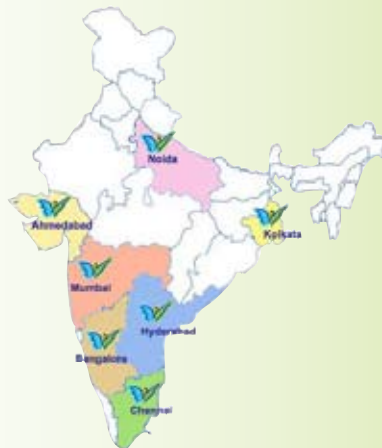 Noida
Ahmedabad
Kolkata
Mumbai
Hyderabad
Bangalore
Chennai